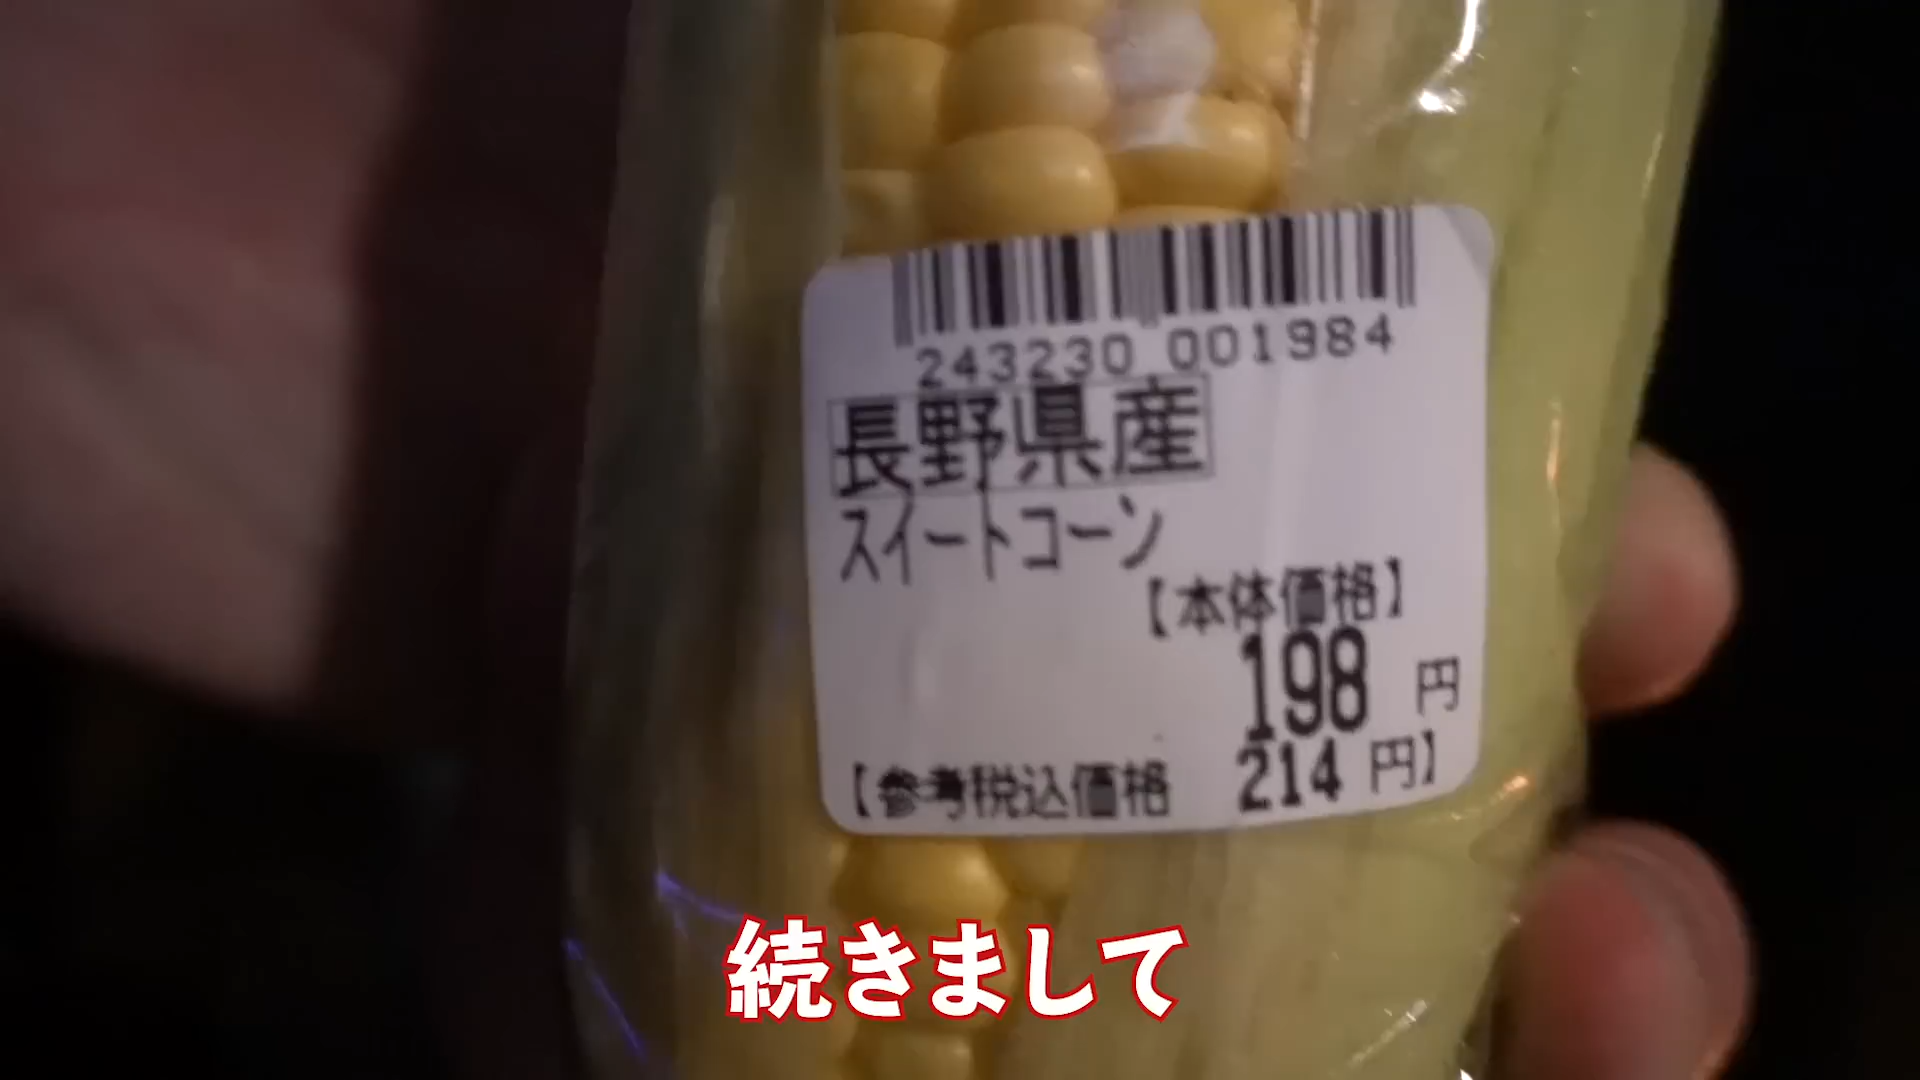 243230 001984
長野県産
スイートコーン
【本体価格】
198 円
【参考税込価格 214 円】
続きまして